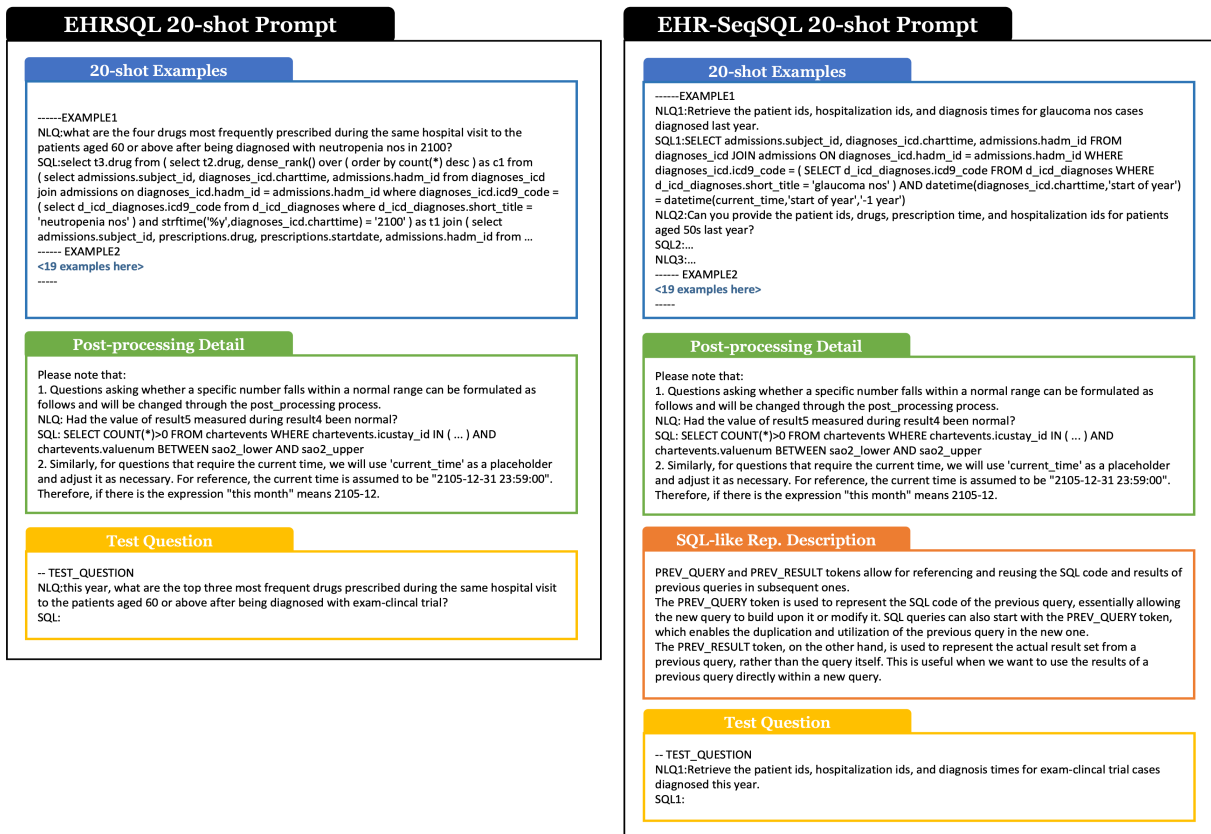 EHRSQL 20-shot Prompt
20-shot Examples
------EXAMPLE1
NLQ:what are the four drugs most frequently prescribed during the same hospital visit to the
patients aged 60 or above after being diagnosed with neutropenia nos in 2100?
SQL:select t3.drug from ( select t2.drug, dense_rank() over ( order by count(*) desc ) as c1 from
( select admissions.subject_id, diagnoses_icd.charttime, admissions.hadm_id from diagnoses_icd
join admissions on diagnoses_icd.hadm_id = admissions.hadm_id where diagnoses_icd.icd9_code =
( select d_icd_diagnoses.icd9_code from d_icd_diagnoses where d_icd_diagnoses.short_title =
'neutropenia nos' ) and strftime('%y',diagnoses_icd.charttime) = '2100' ) as t1 join ( select
admissions.subject_id, prescriptions.drug, prescriptions.startdate, admissions.hadm_id from ...
------ EXAMPLE2
<19 examples here>
-----
Post-processing Detail
Please note that:
1. Questions asking whether a specific number falls within a normal range can be formulated as
follows and will be changed through the post_processing process.
NLQ: Had the value of result5 measured during result4 been normal?
SQL: SELECT COUNT(*)>0 FROM chartevents WHERE chartevents.icustay_id IN ( ... ) AND
chartevents.valuenum BETWEEN sao2_lower AND sao2_upper
2. Similarly, for questions that require the current time, we will use 'current_time' as a placeholder
and adjust it as necessary. For reference, the current time is assumed to be "2105-12-31 23:59:00".
Therefore, if there is the expression "this month" means 2105-12.
Test Question
-- TEST_QUESTION
NLQ:this year, what are the top three most frequent drugs prescribed during the same hospital visit
to the patients aged 60 or above after being diagnosed with exam-clincal trial?
SQL:
EHR-SeqSQL 20-shot Prompt
20-shot Examples
------EXAMPLE1
NLQ1:Retrieve the patient ids, hospitalization ids, and diagnosis times for glaucoma nos cases
diagnosed last year.
SQL1:SELECT admissions.subject_id, diagnoses_icd.charttime, admissions.hadm_id FROM
diagnoses_icd JOIN admissions ON diagnoses_icd.hadm_id = admissions.hadm_id WHERE
diagnoses_icd.icd9_code = ( SELECT d_icd_diagnoses.icd9_code FROM d_icd_diagnoses WHERE
d_icd_diagnoses.short_title = 'glaucoma nos' ) AND datetime(diagnoses_icd.charttime,'start of year')
= datetime(current_time,'start of year','-1 year')
NLQ2:Can you provide the patient ids, drugs, prescription time, and hospitalization ids for patients
aged 50s last year?
SQL2:...
NLQ3:...
------ EXAMPLE2
<19 examples here>
-----
Post-processing Detail
Please note that:
1. Questions asking whether a specific number falls within a normal range can be formulated as
follows and will be changed through the post_processing process.
NLQ: Had the value of result5 measured during result4 been normal?
SQL: SELECT COUNT(*)>0 FROM chartevents WHERE chartevents.icustay_id IN ( ... ) AND
chartevents.valuenum BETWEEN sao2_lower AND sao2_upper
2. Similarly, for questions that require the current time, we will use 'current_time' as a placeholder
and adjust it as necessary. For reference, the current time is assumed to be "2105-12-31 23:59:00".
Therefore, if there is the expression "this month" means 2105-12.
SQL-like Rep. Description
PREV_QUERY and PREV_RESULT tokens allow for referencing and reusing the SQL code and results of
previous queries in subsequent ones.
The PREV_QUERY token is used to represent the SQL code of the previous query, essentially allowing
the new query to build upon it or modify it. SQL queries can also start with the PREV_QUERY token,
which enables the duplication and utilization of the previous query in the new one.
The PREV_RESULT token, on the other hand, is used to represent the actual result set from a
previous query, rather than the query itself. This is useful when we want to use the results of a
previous query directly within a new query.
Test Question
-- TEST_QUESTION
NLQ1:Retrieve the patient ids, hospitalization ids, and diagnosis times for exam-clincal trial cases
diagnosed this year.
SQL1: